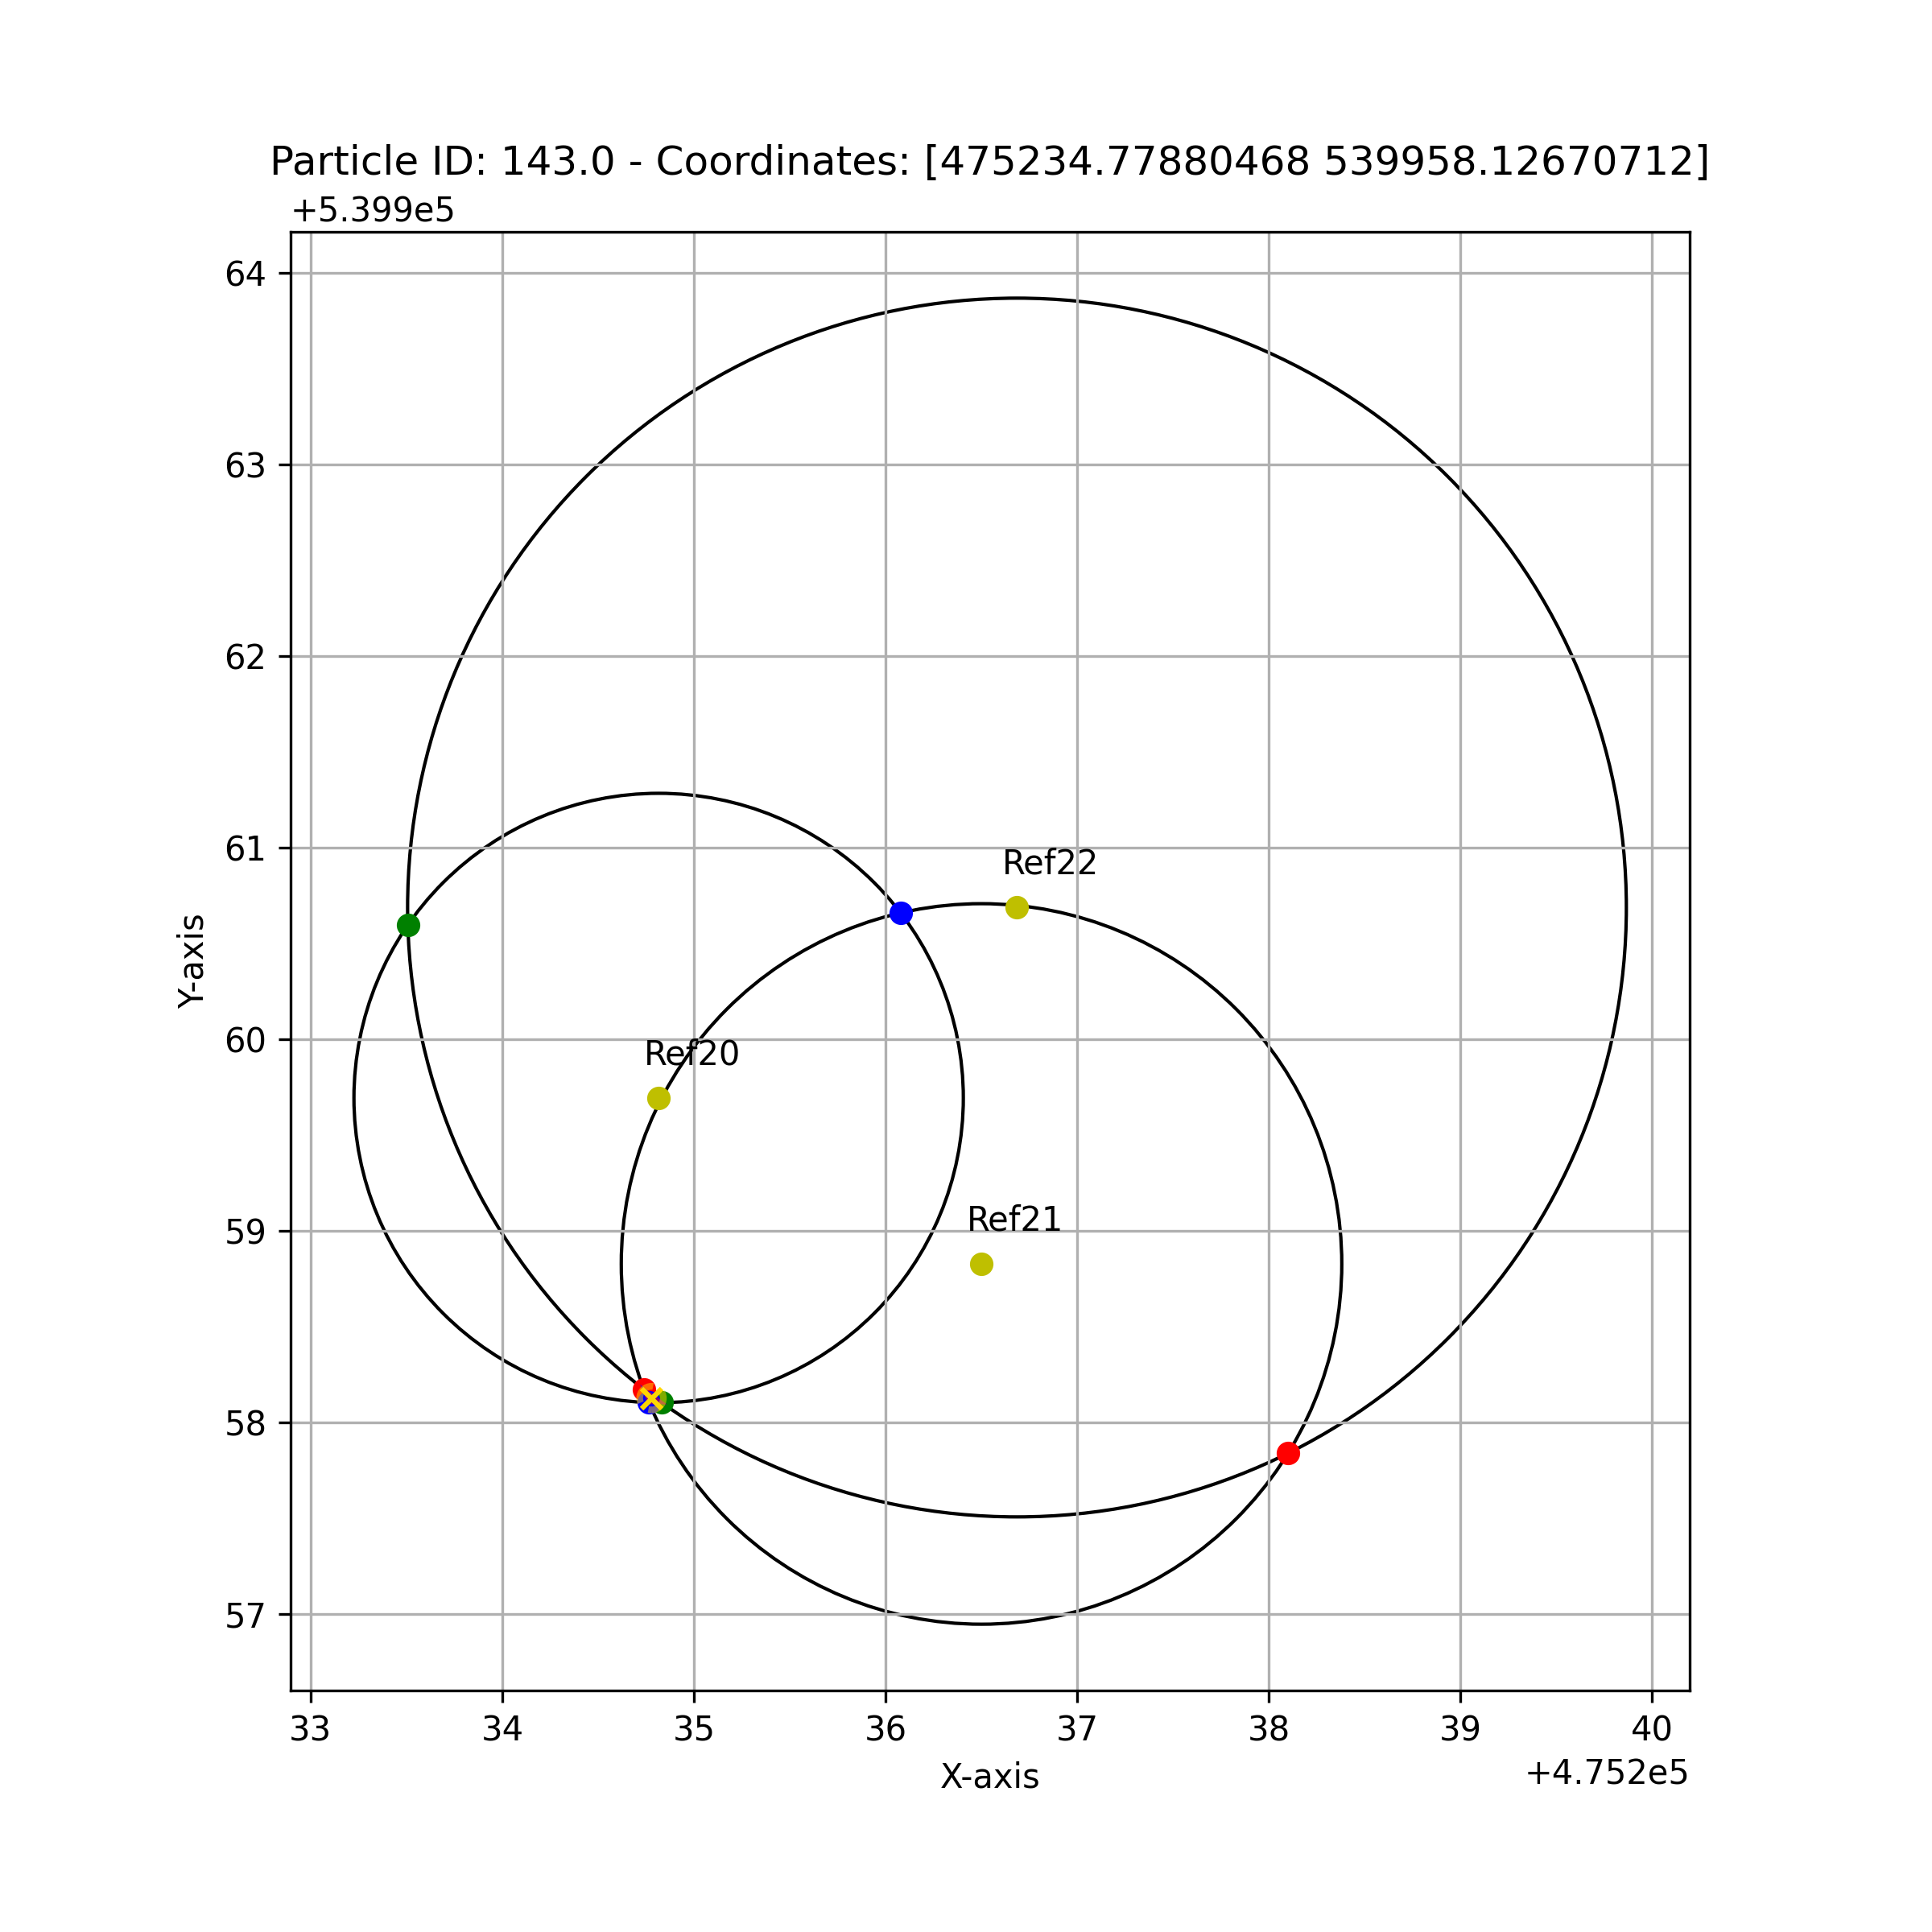 Particle ID: 143.0 - Coordinates: [475234.77880468 539958.12670712]
+5.399e5
64
63
62
61
60
59
58
57
Y-axis
Ref22
Ref20
Ref21
33 34 35 36 37 38 39 40
X-axis
+4.752e5